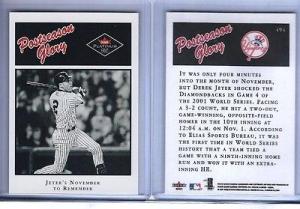 Postseason
Glory
FLEER
PLATINUM
2
JETER'S NOVEMBER
TO REMEMBER
Postseason
Glory
IT WAS ONLY FOUR MINUTES
INTO THE MONTH OF NOVEMBER,
BUT DEREK JETER SHOCKED THE
DIAMONDBACKS IN GAME 4 OF
THE 2001 WORLD SERIES. FACING
A 3-2 COUNT, HE HIT A TWO-OUT,
GAME-WINNING, OPPOSITE-FIELD
HOMER IN THE 10TH INNING AT
12:04 A.M. ON NOV. 1. ACCORDING
TO ELIAS SPORTS BUREAU, IT WAS
THE FIRST TIME IN WORLD SERIES
HISTORY THAT A TEAM TIED A
GAME WITH A NINTH-INNING HOME
RUN AND WON IT WITH AN EXTRA-
INNING HR.